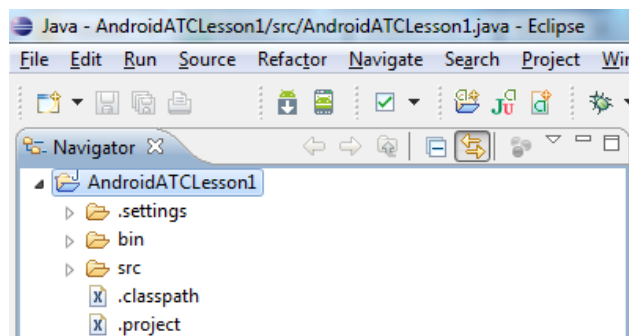 Java - AndroidATCLesson1/src/AndroidATCLesson1.java - Eclipse
File Edit Run Source Refactor Navigate Search Project
Navigator
AndroidATCLesson1
.settings
bin
src
.classpath
.project